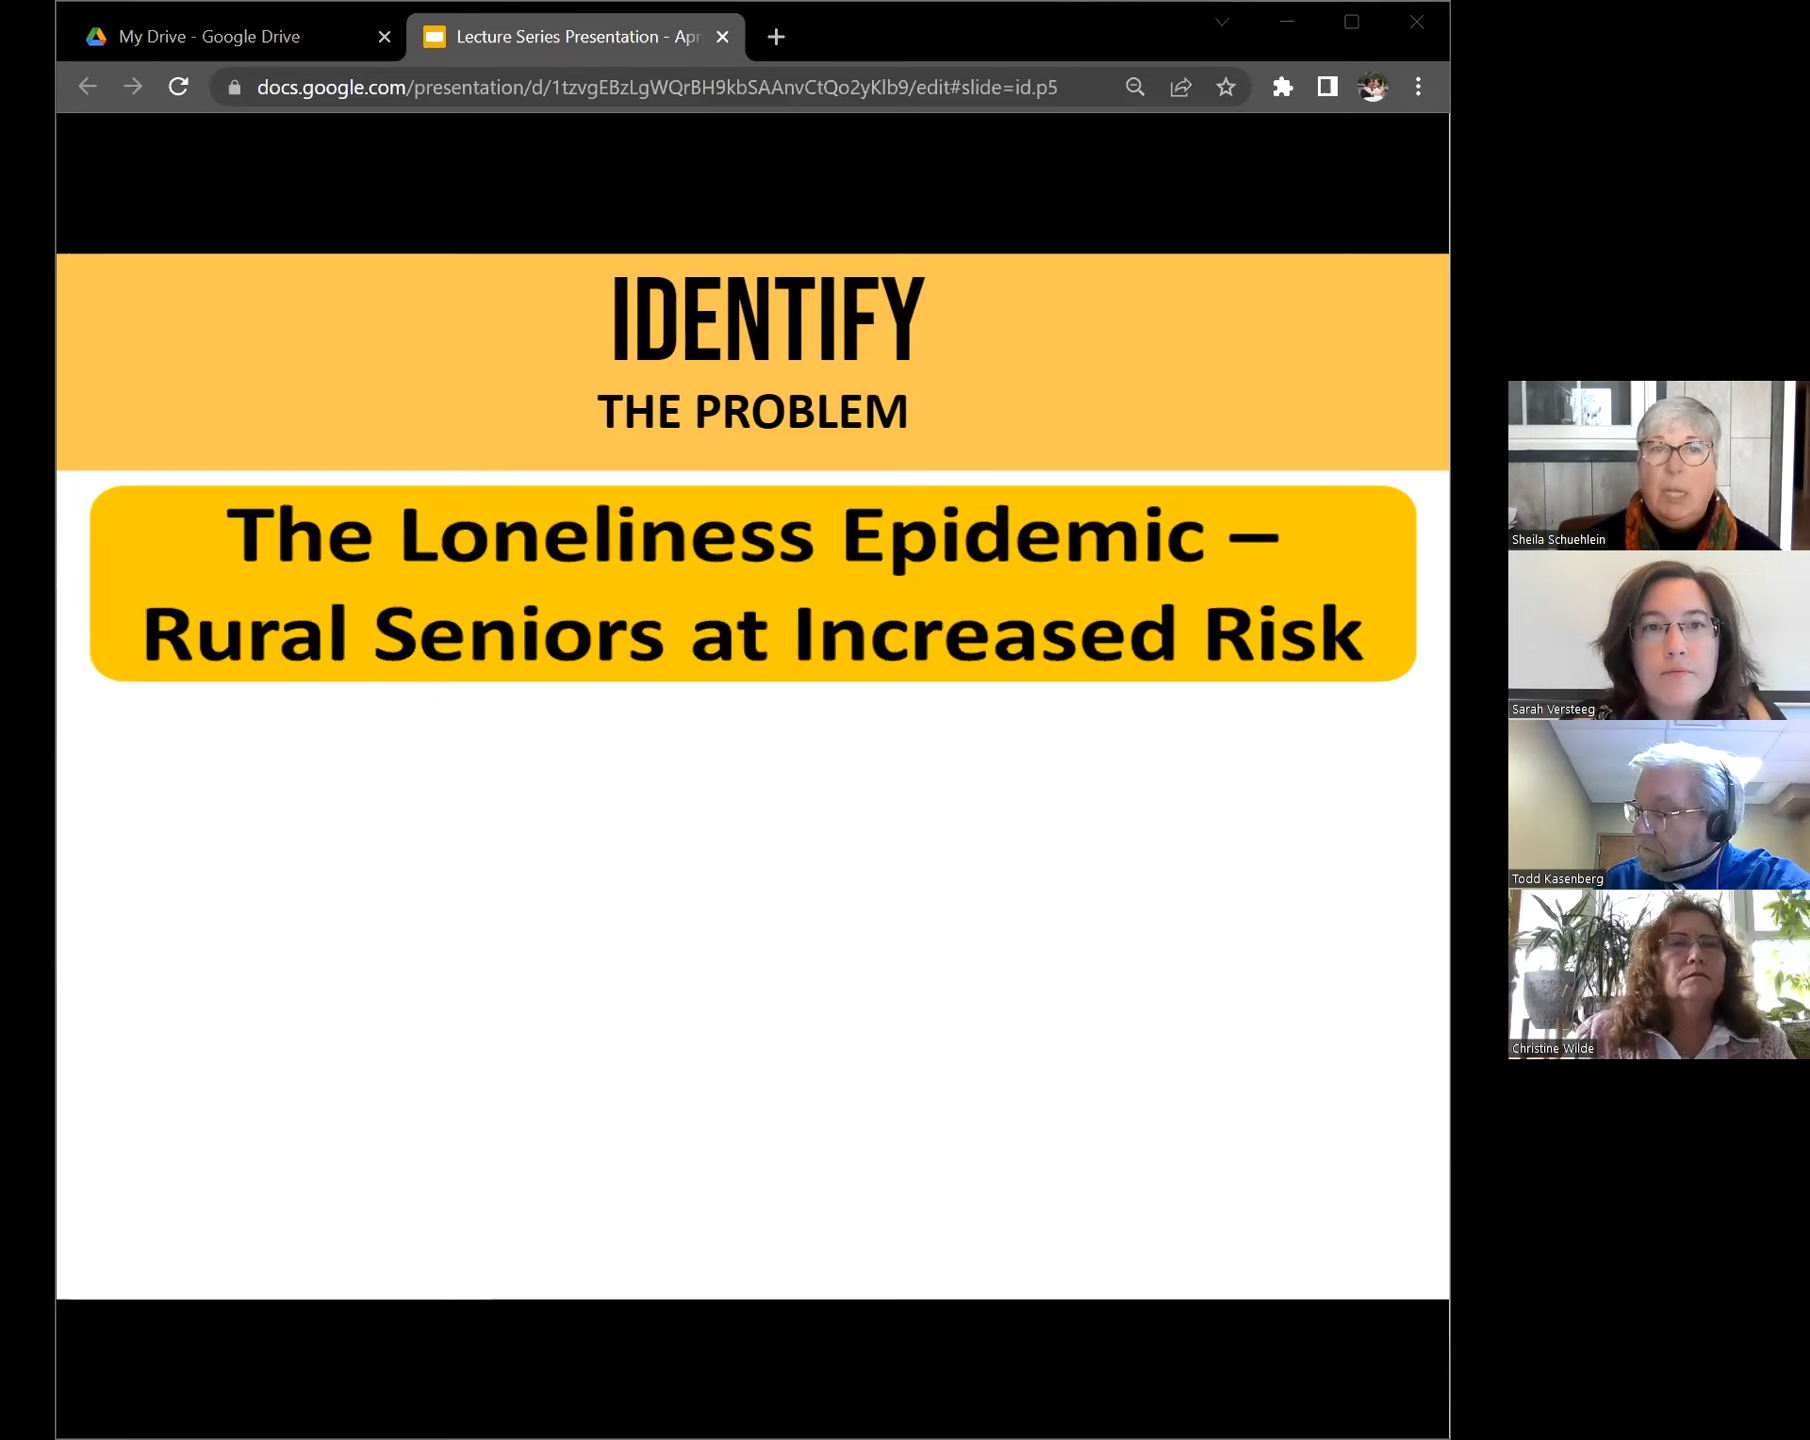 My Drive - Google Drive
Lecture Series Presentation - Apr
docs.google.com/presentation/d/1tzvgEBzLgWQrBH9kbSAAnvCtQo2yKlb9/edit#slide=id.p5
IDENTIFY
THE PROBLEM
The Loneliness Epidemic –
Rural Seniors at Increased Risk
Sheila Schuehlein
Sarah Versteeg
Todd Kasenberg
Christine Wilde